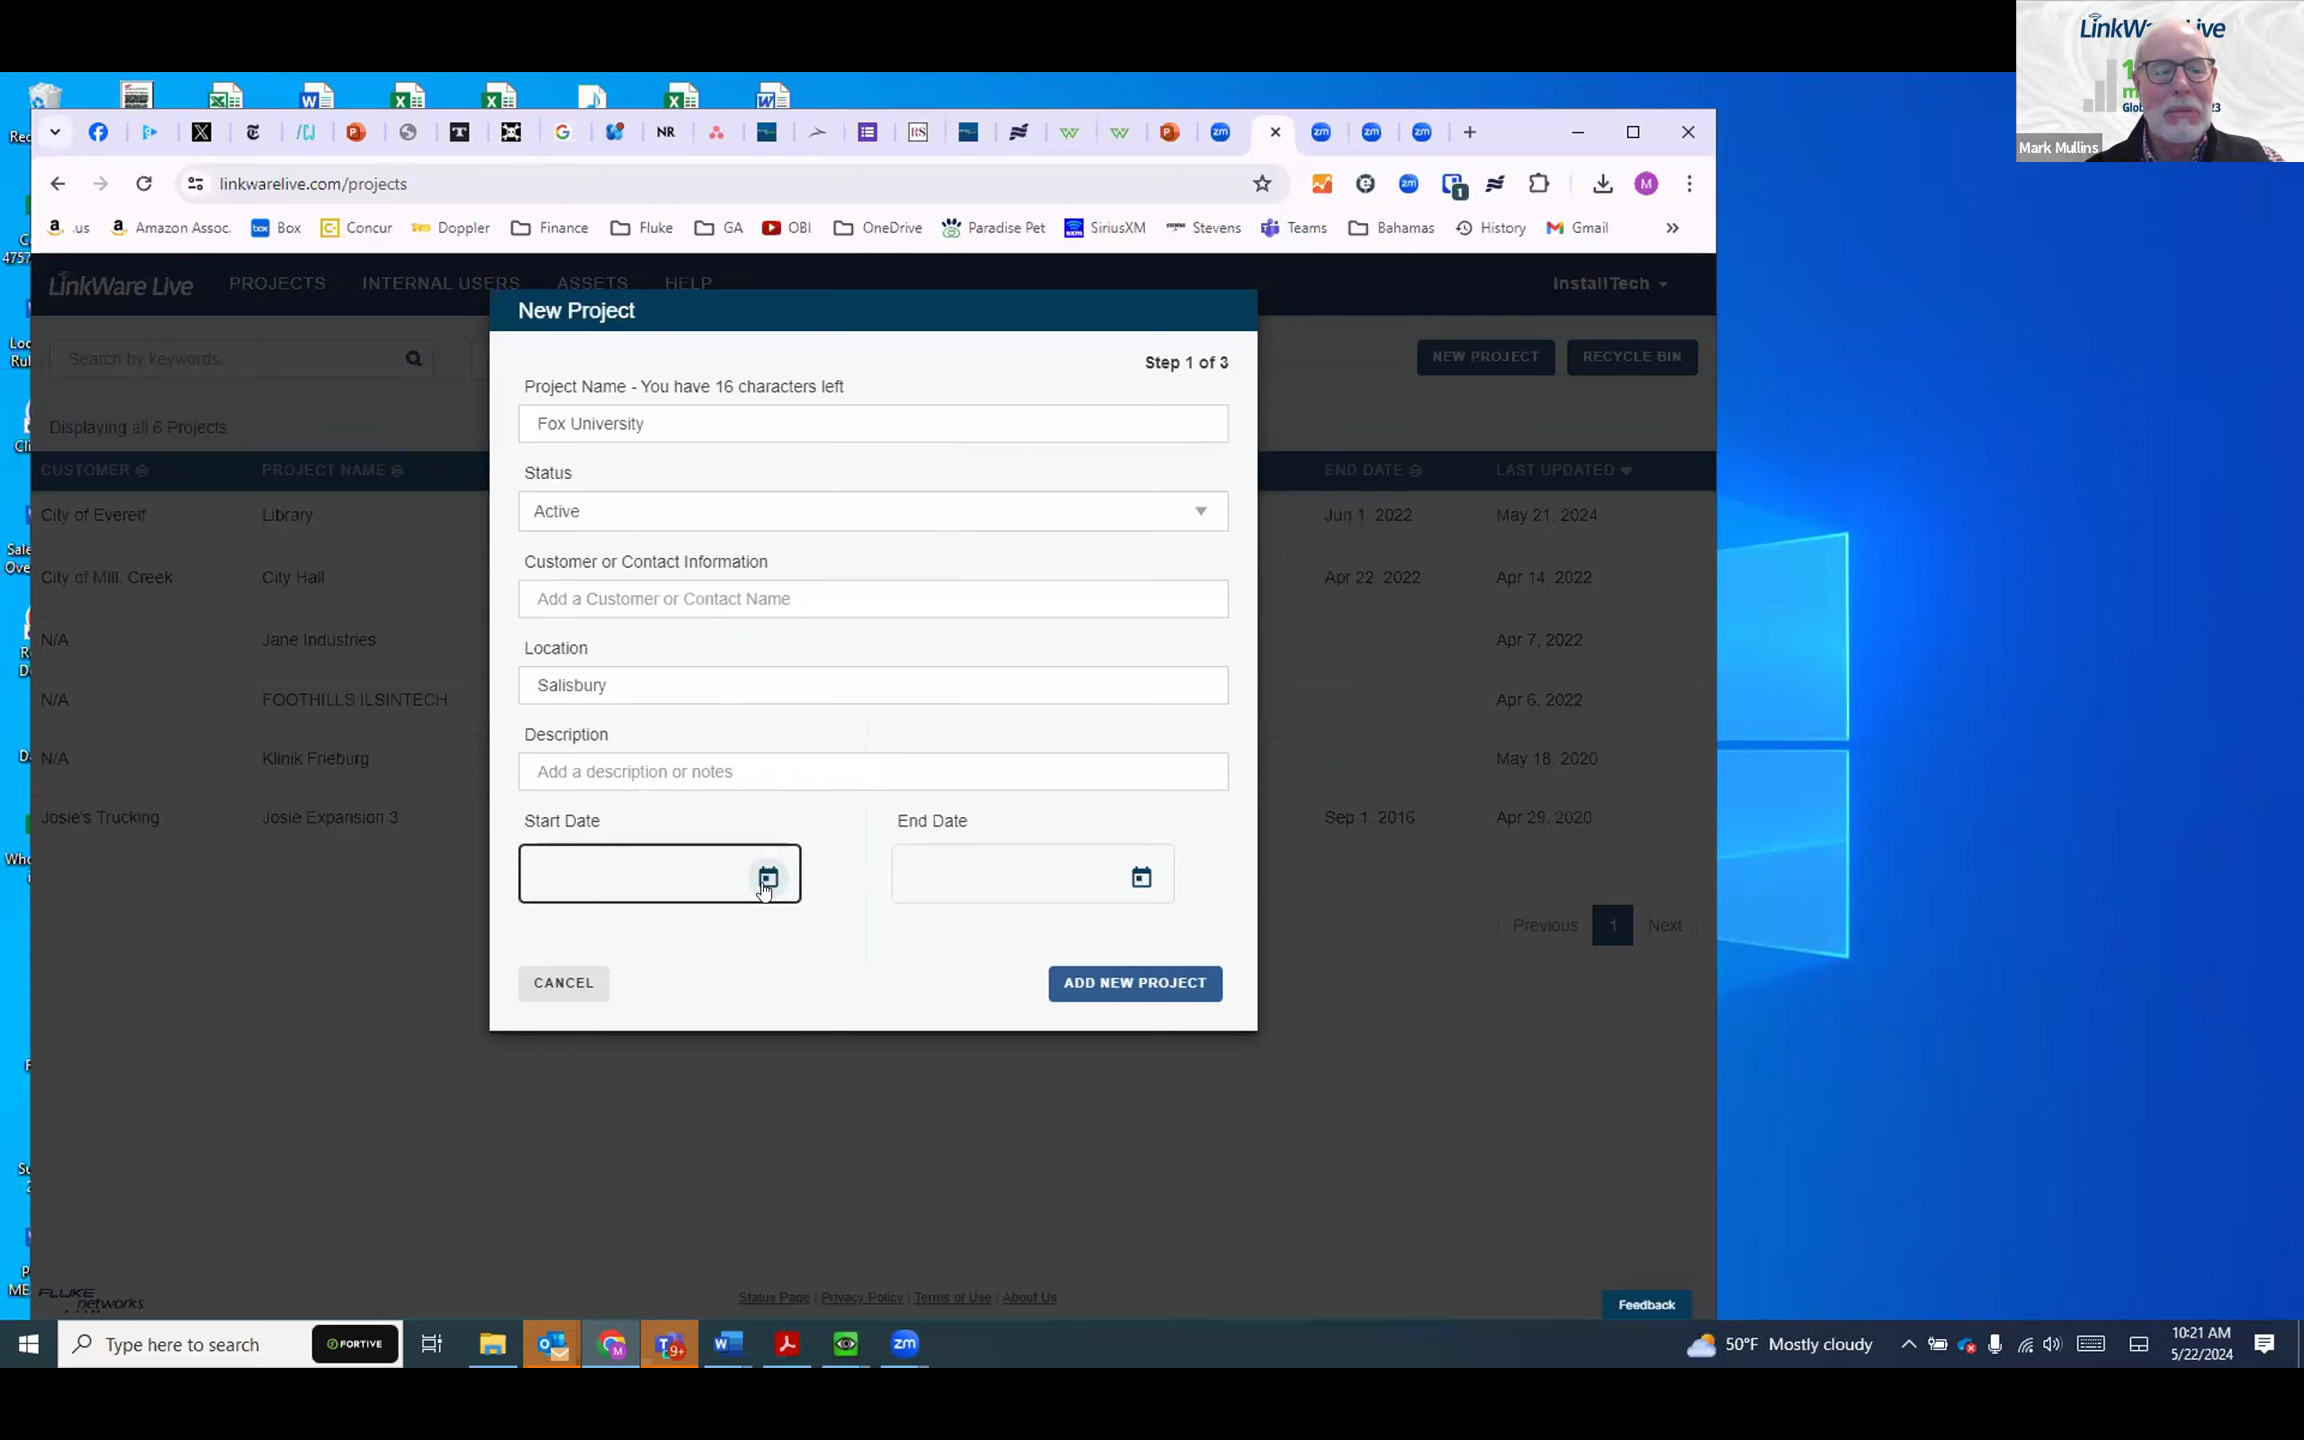 LinkW
ive
Mark Mullins
NR
RS
linkwarelive.com/projects
.us
Amazon Assoc.
Box
Concur
Doppler
Finance
Fluke
GA
OBI
OneDrive
Paradise Pet
SiriusXM
Stevens
Teams
Bahamas
History
Gmail
LinkWare Live
PROJECTS
INTERNAL USERS
ASSETS
HELP
InstallTech
New Project
Step 1 of 3
Search by keywords.
NEW PROJECT
RECYCLE BIN
Project Name - You have 16 characters left
Fox University
Displaying all 6 Projects
CUSTOMER
PROJECT NAME
END DATE
LAST UPDATED
Status
Active
City of Everett
Library
Jun 1, 2022
May 21, 2024
City of Mill. Creek
City Hall
Apr 22, 2022
Apr 14, 2022
Customer or Contact Information
Add a Customer or Contact Name
N/A
Jane Industries
Apr 7, 2022
Location
Salisbury
N/A
FOOTHILLS ILSINTECH
Apr 6, 2022
Description
Add a description or notes
N/A
Klinik Frieburg
May 18, 2020
Josie's Trucking
Josie Expansion 3
Sep 1, 2016
Apr 29, 2020
Start Date
End Date
Previous
1
Next
CANCEL
ADD NEW PROJECT
FLUKE
networks
Status Page | Privacy Policy | Terms of Use | About Us
Feedback
Type here to search
FORTIVE
zm
50°F Mostly cloudy
10:21 AM
5/22/2024